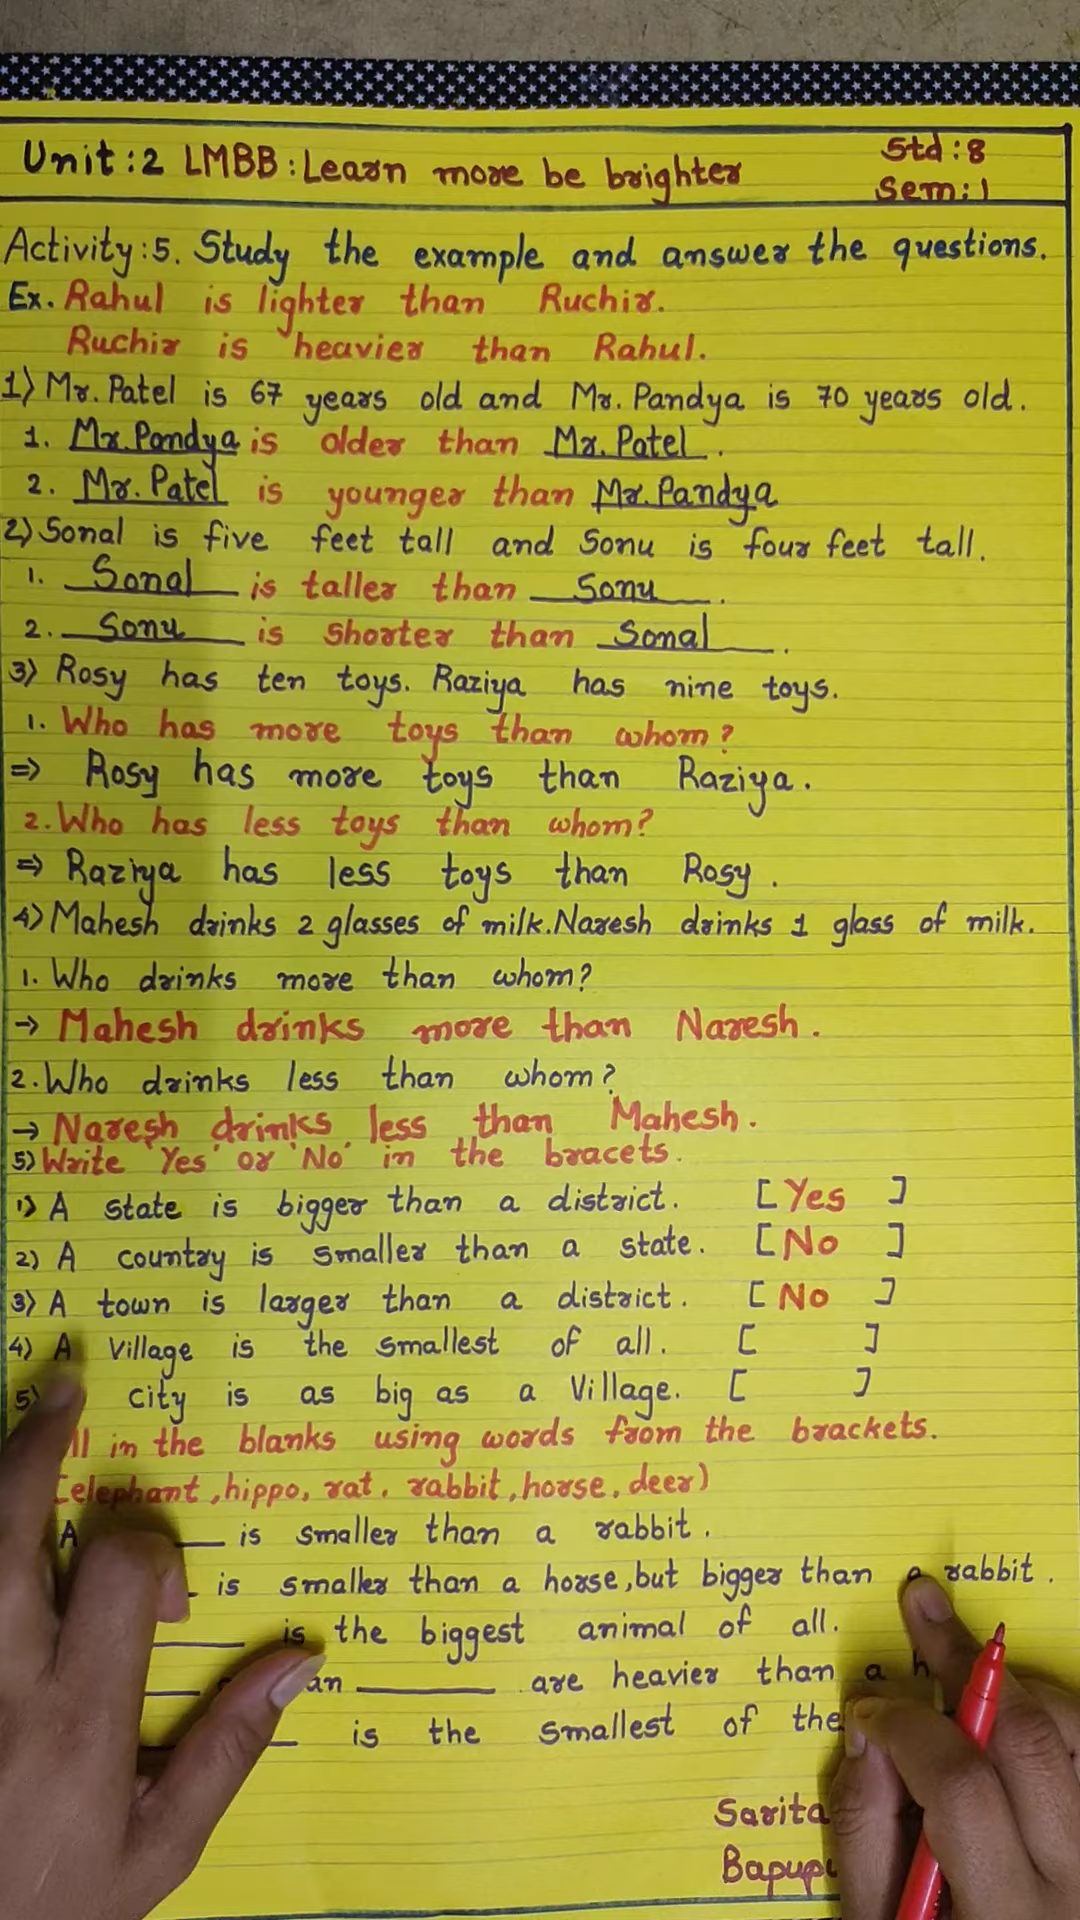 Unit:2 LMBB:Learn more be brighter
Std:8
Sem:1
Activity:5. Study the example and answer the questions.
Ex. Rahul is lighter than Ruchir.
Ruchir is heavier than Rahul.
1) Mr. Patel is 67 years old and Mr. Pandya is 70 years old.
1. Mr. Pandya is older than Mr. Patel.
2. Mr. Patel is younger than Mr. Pandya
2) Sonal is five feet tall and Sonu is four feet tall.
1. Sonal is taller than Sonu.
2. Sonu is shorter than Sonal.
3) Rosy has ten toys. Raziya has nine toys.
1. Who has more toys than whom?
⇒ Rosy has more toys than Raziya.
2. Who has less toys than whom?
⇒ Raziya has less toys than Rosy.
4) Mahesh drinks 2 glasses of milk. Naresh drinks 1 glass of milk.
1. Who drinks more than whom?
→ Mahesh drinks more than Naresh.
2. Who drinks less than whom?
→ Naresh drinks less than Mahesh.
5) Write 'Yes' or 'No' in the bracets.
1) A state is bigger than a district. [Yes ]
2) A country is smaller than a state. [No ]
3) A town is larger than a district. [No ]
4) A village is the smallest of all. [ ]
5) city is as big as a Village. [ ]
in the blanks using words from the brackets.
[elephant, hippo, rat, rabbit, horse, deer)
A ___ is smaller than a rabbit.
___ is smaller than a horse, but bigger than a rabbit.
___ is the biggest animal of all.
___ ___ are heavier than a
___ is the smallest of the
Sarita